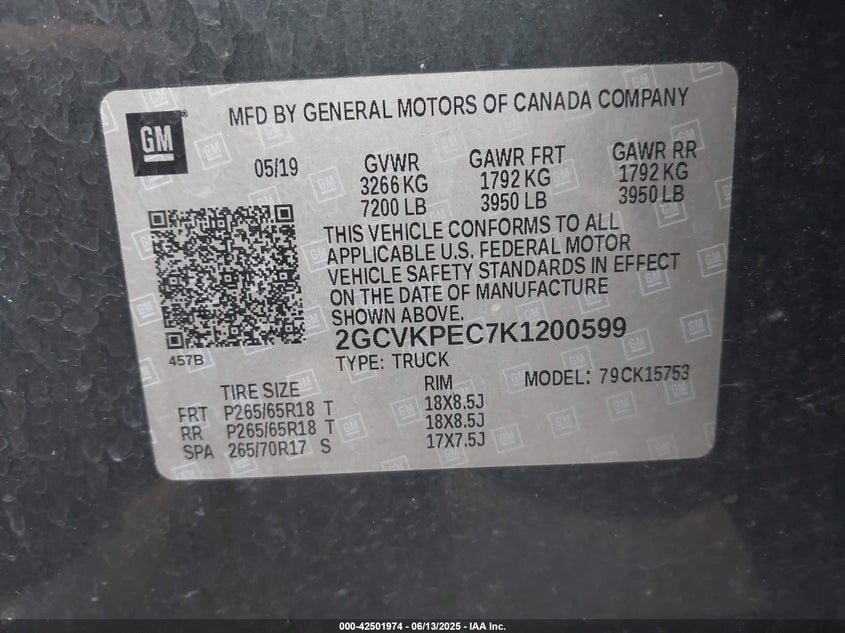 GM
MFD BY GENERAL MOTORS OF CANADA COMPANY
05/19
GVWR GAWR FRT GAWR RR
3266 KG 1792 KG 1792 KG
7200 LB 3950 LB 3950 LB
THIS VEHICLE CONFORMS TO ALL
APPLICABLE U.S. FEDERAL MOTOR
VEHICLE SAFETY STANDARDS IN EFFECT
ON THE DATE OF MANUFACTURE
SHOWN ABOVE.
2GCVKPEC7K1200599
457B
TYPE: TRUCK
MODEL: 79CK15753
TIRE SIZE RIM
FRT P265/65R18 T 18X8.5J
RR P265/65R18 T 18X8.5J
SPA 265/70R17 S 17X7.5J
000-42501974 - 06/13/2025 - IAA Inc.